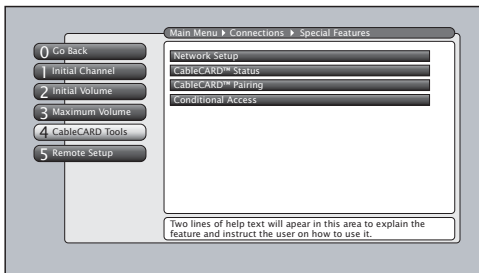 Main Menu ▶ Connections ▶ Special Features
0 Go Back
1 Initial Channel
2 Initial Volume
3 Maximum Volume
4 CableCARD Tools
5 Remote Setup
Network Setup
CableCARD™ Status
CableCARD™ Pairing
Conditional Access
Two lines of help text will apear in this area to explain the
feature and instruct the user on how to use it.